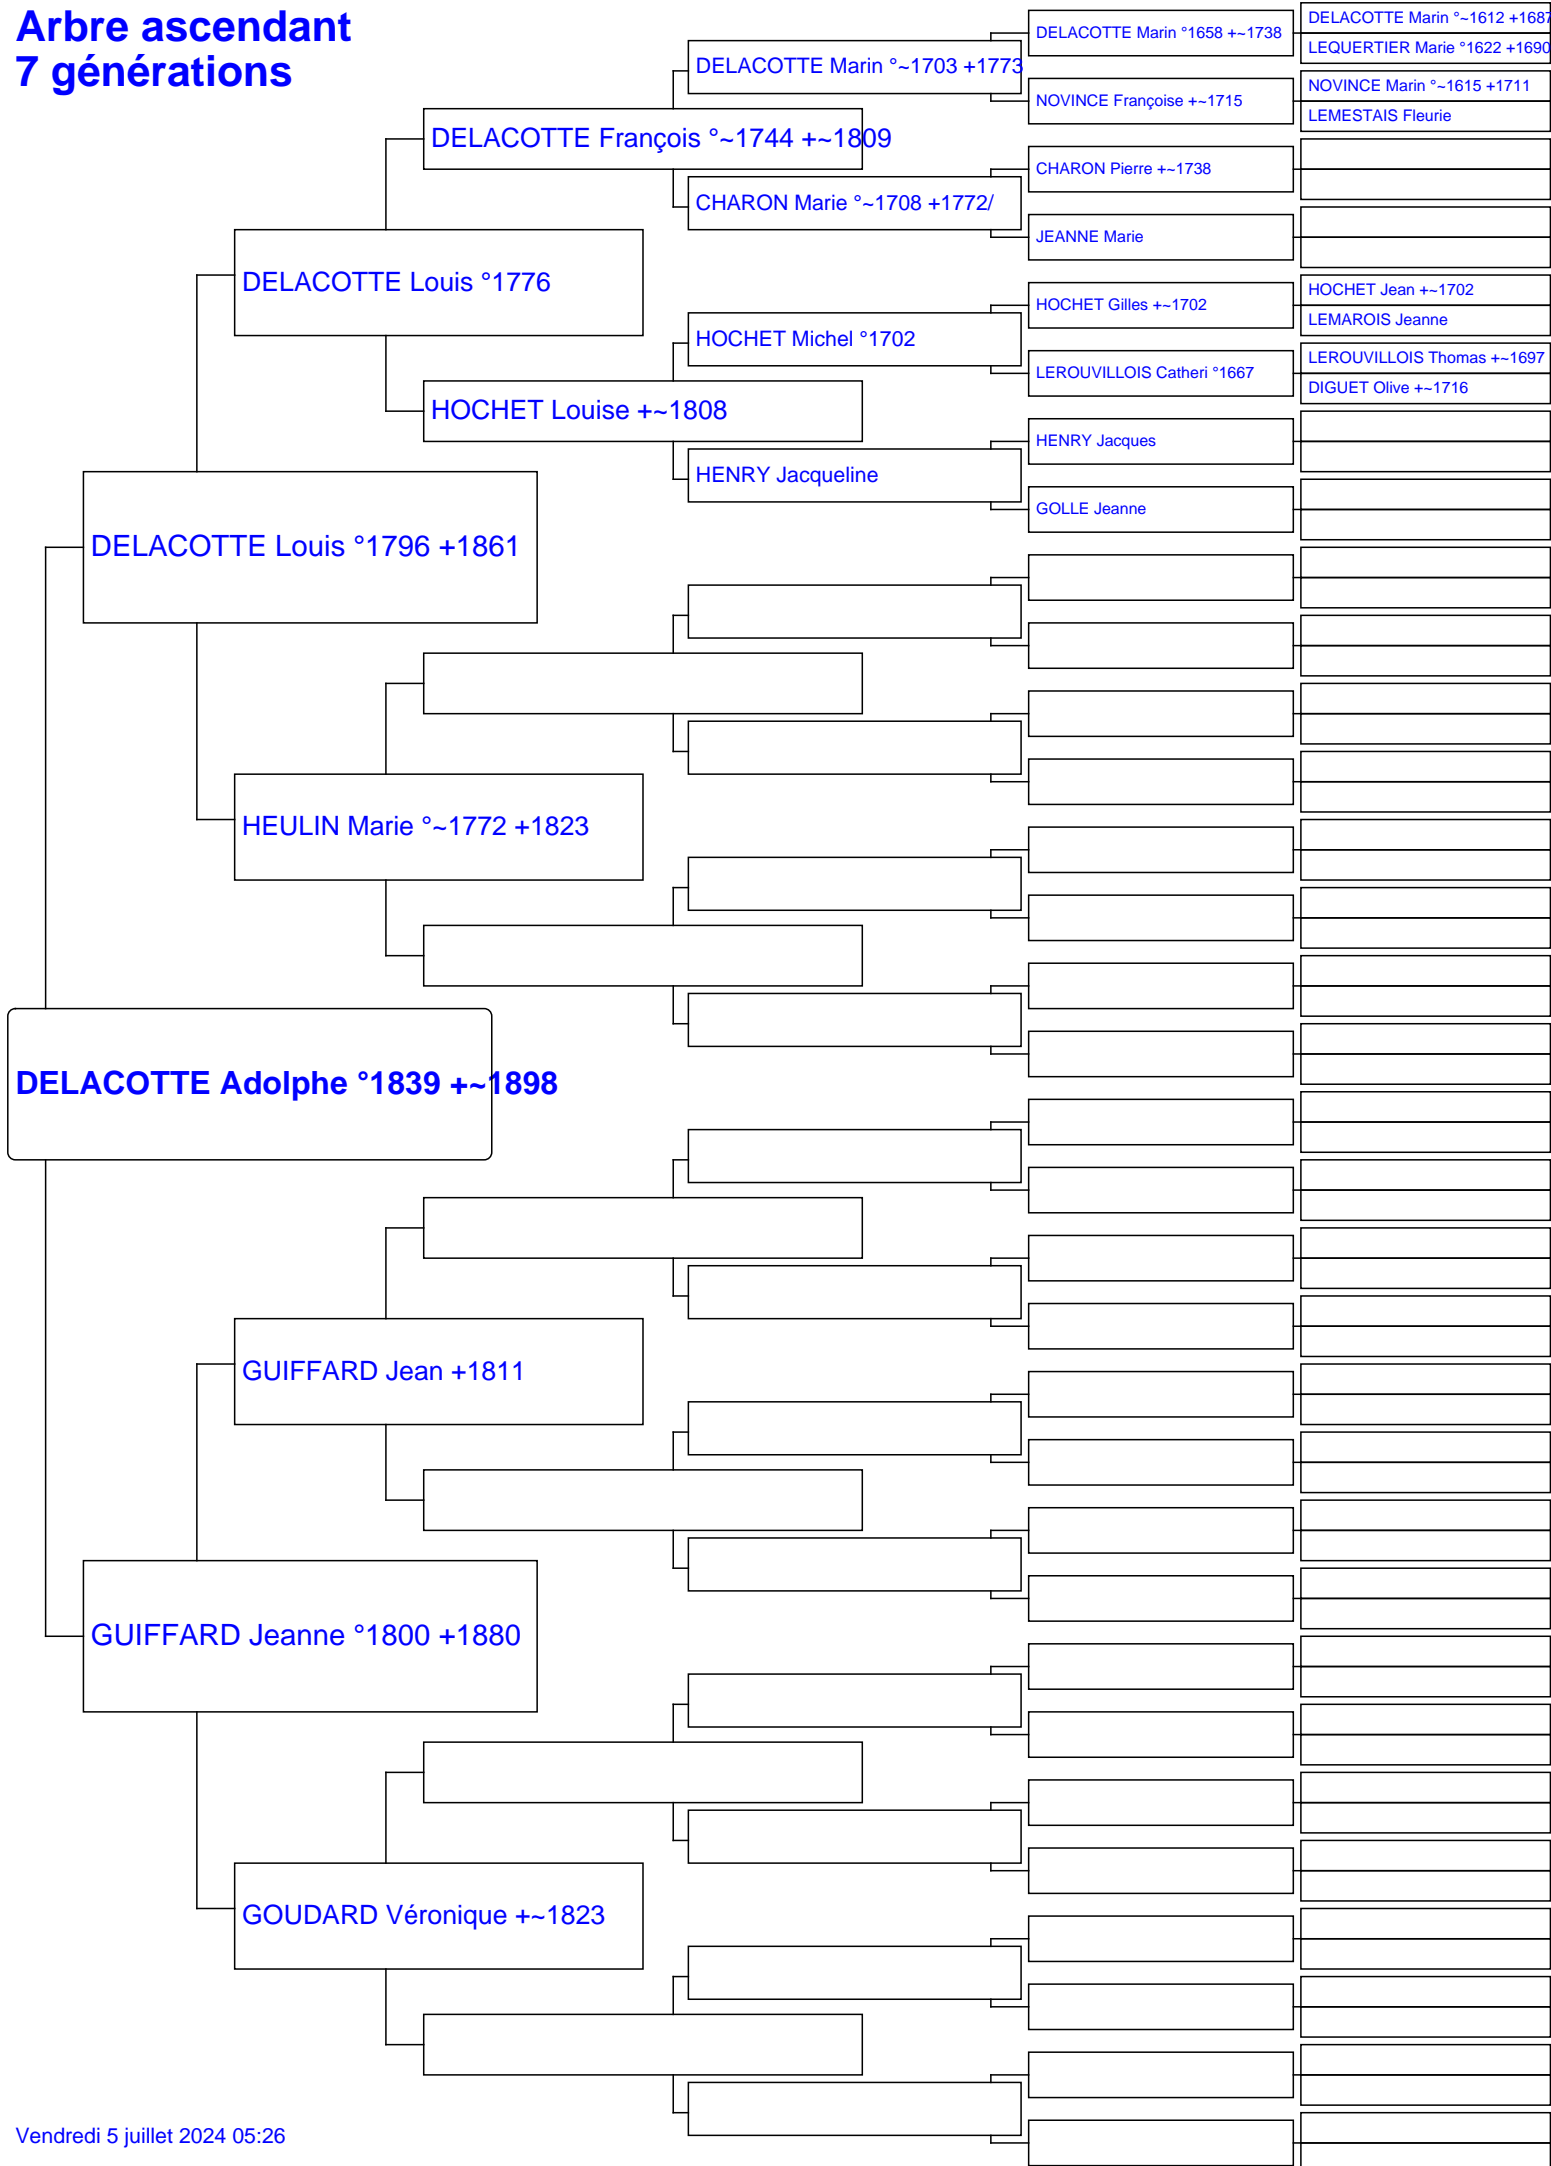 Arbre ascendant
7 générations
DELACOTTE Adolphe °1839 +~1898
DELACOTTE Louis °1796 +1861
GUIFFARD Jeanne °1800 +1880
DELACOTTE Louis °1776
HEULIN Marie °~1772 +1823
GUIFFARD Jean +1811
GOUDARD Véronique +~1823
DELACOTTE François °~1744 +~1809
HOCHET Louise +~1808
DELACOTTE Marin °~1703 +1773
CHARON Marie °~1708 +1772/
HOCHET Michel °1702
HENRY Jacqueline
DELACOTTE Marin °1658 +~1738
NOVINCE Françoise +~1715
CHARON Pierre +~1738
JEANNE Marie
HOCHET Gilles +~1702
LEROUVILLOIS Catheri °1667
HENRY Jacques
GOLLE Jeanne
DELACOTTE Marin °~1612 +1687
LEQUERTIER Marie °1622 +1690
NOVINCE Marin °~1615 +1711
LEMESTAIS Fleurie
HOCHET Jean +~1702
LEMAROIS Jeanne
LEROUVILLOIS Thomas +~1697
DIGUET Olive +~1716
Vendredi 5 juillet 2024 05:26